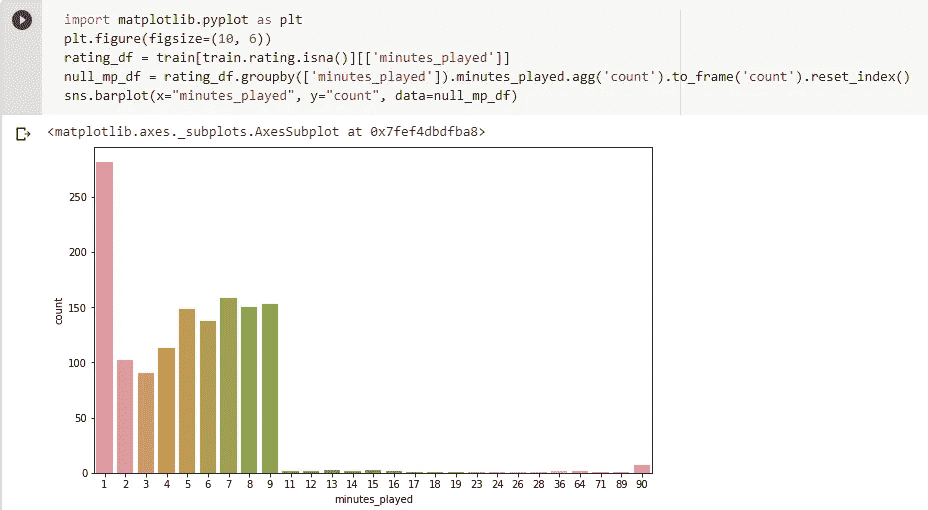 import matplotlib.pyplot as plt
plt.figure(figsize=(10, 6))
rating_df = train[train.rating.isna()][['minutes_played']]
null_mp_df = rating_df.groupby(['minutes_played']).minutes_played.agg('count').to_frame('count').reset_index()
sns.barplot(x="minutes_played", y="count", data=null_mp_df)
<matplotlib.axes._subplots.AxesSubplot at 0x7fef4dbdfba8>
250
200
150
100
50
0
count
1 2 3 4 5 6 7 8 9 11 12 13 14 15 16 17 18 19 23 24 26 28 36 64 71 89 90
minutes_played